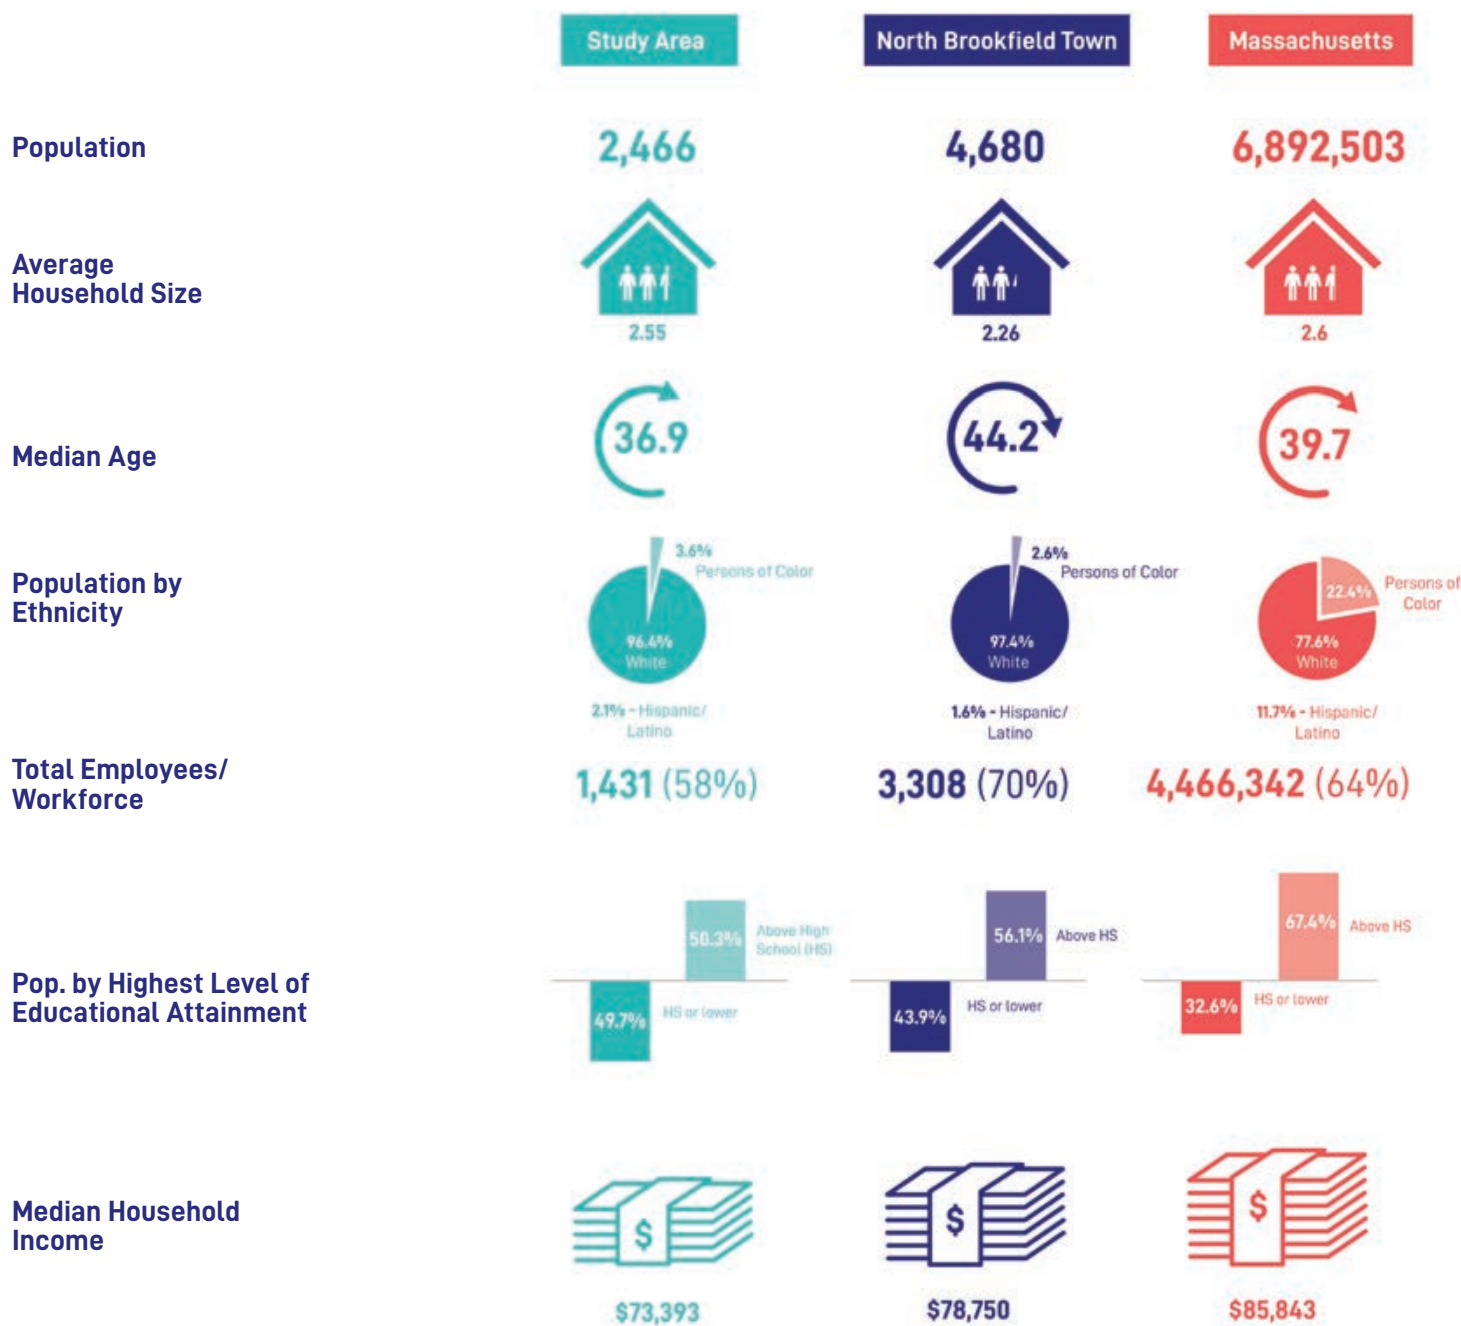 Study Area
North Brookfield Town
Massachusetts
Population
2,466
4,680
6,892,503
Average
Household Size
2.55
2.26
2.6
Median Age
36.9
44.2
39.7
Population by
Ethnicity
3.6%
Persons of Color
96.4%
White
2.1% - Hispanic/
Latino
2.6%
Persons of Color
97.4%
White
1.6% - Hispanic/
Latino
22.4%
Persons of
Color
77.6%
White
11.7% - Hispanic/
Latino
Total Employees/
Workforce
1,431 (58%)
3,308 (70%)
4,466,342 (64%)
Pop. by Highest Level of
Educational Attainment
50.3%
Above High
School (HS)
49.7%
HS or lower
56.1%
Above HS
43.9%
HS or lower
67.4%
Above HS
32.6%
HS or lower
Median Household
Income
$
$73,393
$
$78,750
$
$85,843